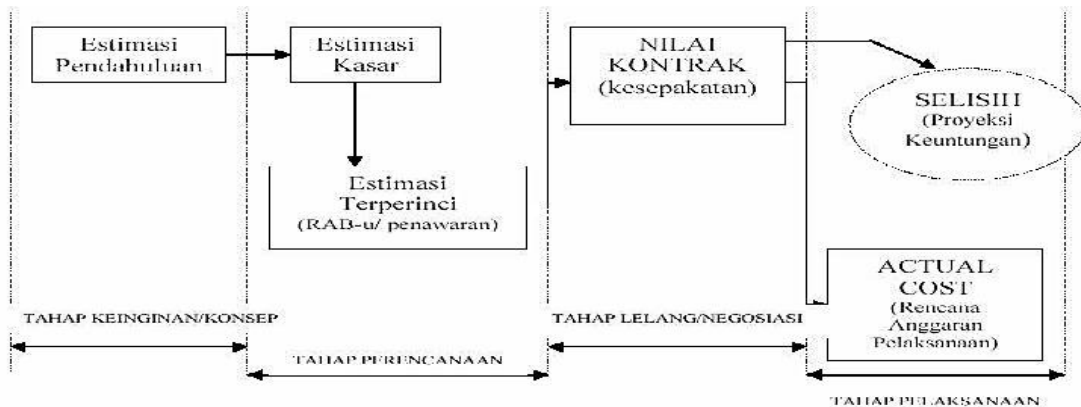 Estimasi
Pendahuluan
Estimasi
Kasar
Estimasi
Terperinci
(RAB-u/ penawaran)
NILAI
KONTRAK
(kesepakatan)
SELISIH
(Proyeksi
Keuntungan)
ACTUAL
COST
(Rencana
Anggaran
Pelaksanaan)
TAHAP KEINGINAN/KONSEP
TAHAP PERENCANAAN
TAHAP LELANG/NEGOSIASI
TAHAP PELAKSANAAN